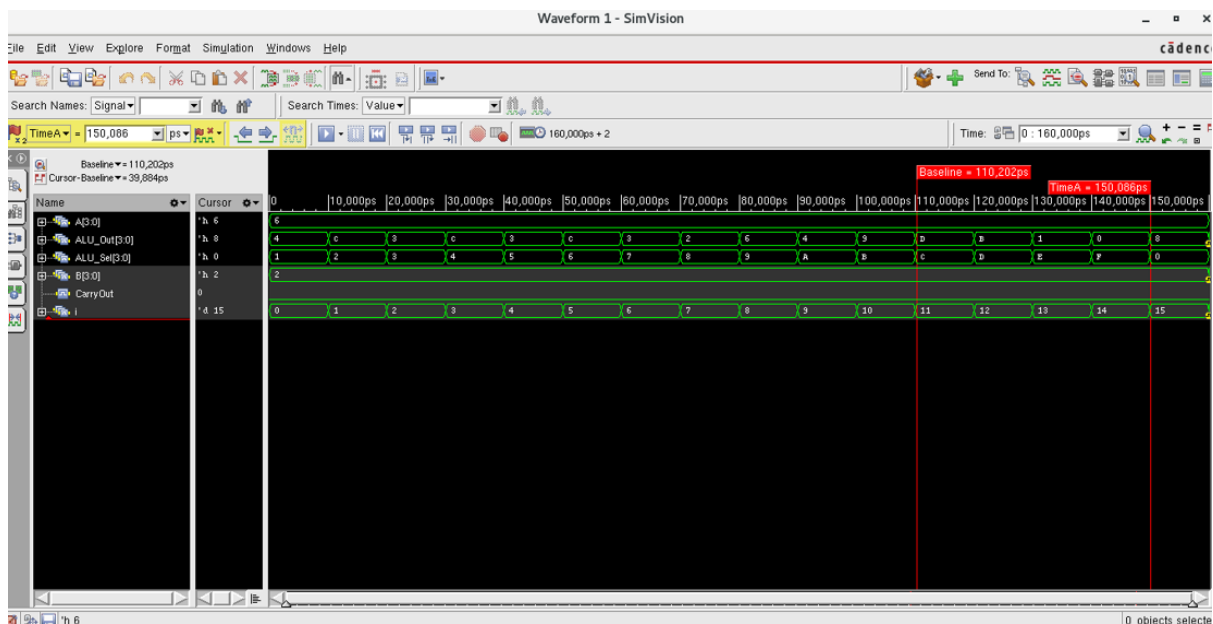 Waveform 1 - SimVision
File Edit View Explore Format Simulation Windows Help
cādenc
Send To:
Search Names: Signal
Search Times: Value
x2 TimeA = 150,086 ps
160,000ps + 2
Time: 0 : 160,000ps
Baseline = 110,202ps
Cursor-Baseline = 39,884ps
Baseline = 110,202ps
TimeA = 150,086ps
Name Cursor
0 10,000ps 20,000ps 30,000ps 40,000ps 50,000ps 60,000ps 70,000ps 80,000ps 90,000ps 100,000ps 110,000ps 120,000ps 130,000ps 140,000ps 150,000ps
A[3:0] 'h 6 6
ALU_Out[3:0] 'h 8 4 C 3 C 3 C 3 2 6 4 9 D 1 0 8
ALU_Sel[3:0] 'h 0 1 2 3 4 5 6 7 8 9 A B C D E F 0
B[3:0] 'h 2 2
CarryOut 0
i 'd 15 0 1 2 3 4 5 6 7 8 9 10 11 12 13 14 15
'h 6
0 objects selecte